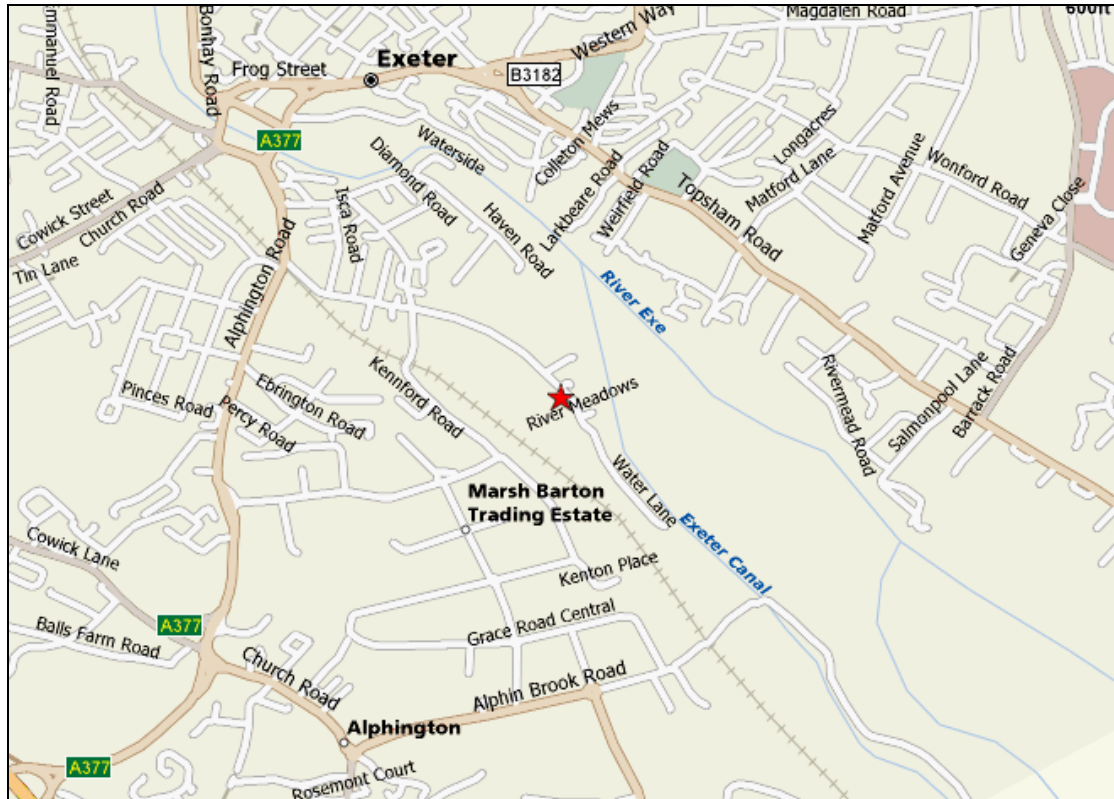 Emmanuel Road
Bonhay Road
Frog Street
Exeter
Western Way
B3182
Magdalen Road
600ft
A377
Waterside
Colleton Mews
Longacres
Diamond Road
Larkbeare Road
Weirfield Road
Matford Lane
Matford Avenue
Wonford Road
Geneva Close
Cowick Street
Church Road
Tin Lane
Isca Road
Haven Road
Topsham Road
Alphington Road
River Exe
Pinces Road
Ebrington Road
Percy Road
Kennford Road
River Meadows
Rivermead Road
Salmonpool Lane
Barrack Road
Water Lane
Marsh Barton
Trading Estate
Exeter Canal
Cowick Lane
Kenton Place
A377
Balls Farm Road
Grace Road Central
Church Road
Alphin Brook Road
Alphington
A377
Rosemont Court